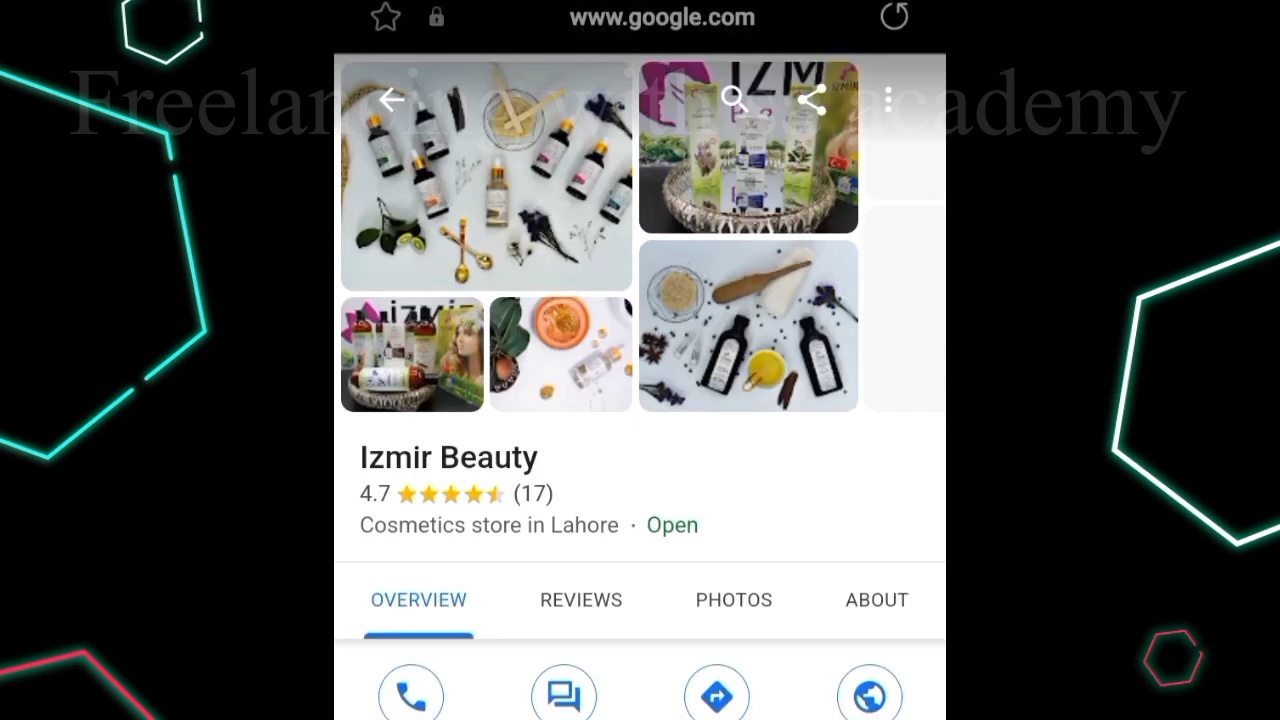 www.google.com
Izmir Beauty
4.7 (17)
Cosmetics store in Lahore · Open
OVERVIEW REVIEWS PHOTOS ABOUT